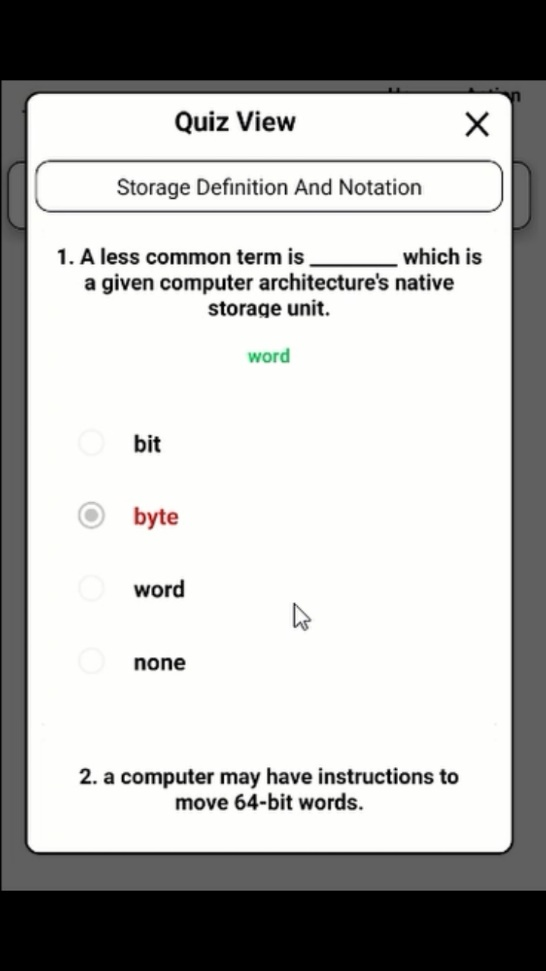 Quiz View
Storage Definition And Notation
1. A less common term is ________ which is
a given computer architecture's native
storage unit.
word
bit
byte
word
none
2. a computer may have instructions to
move 64-bit words.